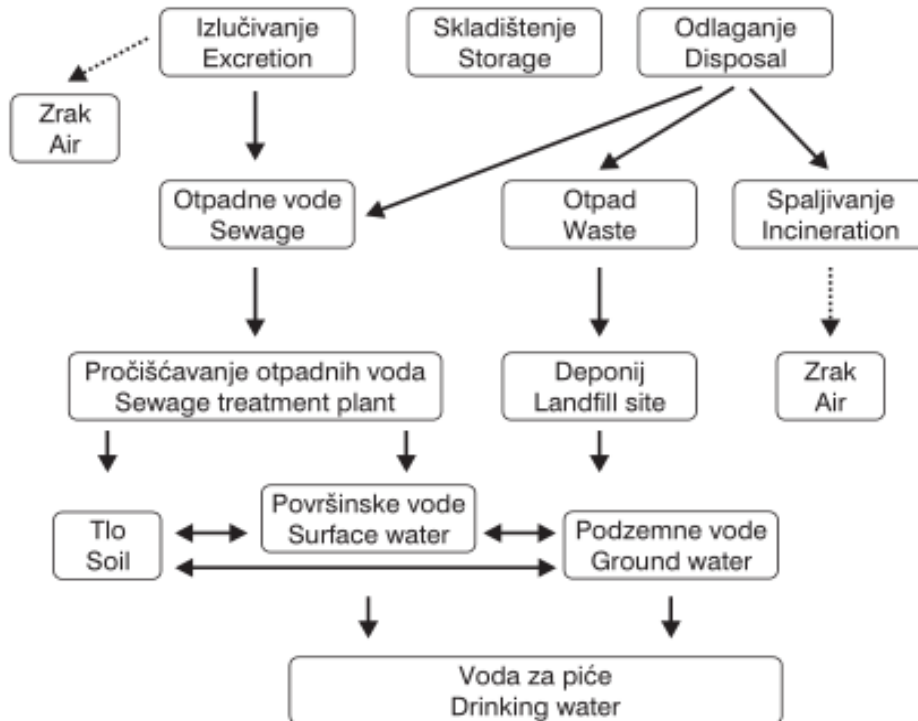 Izlučivanje
Excretion
Skladištenje
Storage
Odlaganje
Disposal
Zrak
Air
Otpadne vode
Sewage
Otpad
Waste
Spaljivanje
Incineration
Pročišćavanje otpadnih voda
Sewage treatment plant
Deponij
Landfill site
Zrak
Air
Tlo
Soil
Površinske vode
Surface water
Podzemne vode
Ground water
Voda za piće
Drinking water